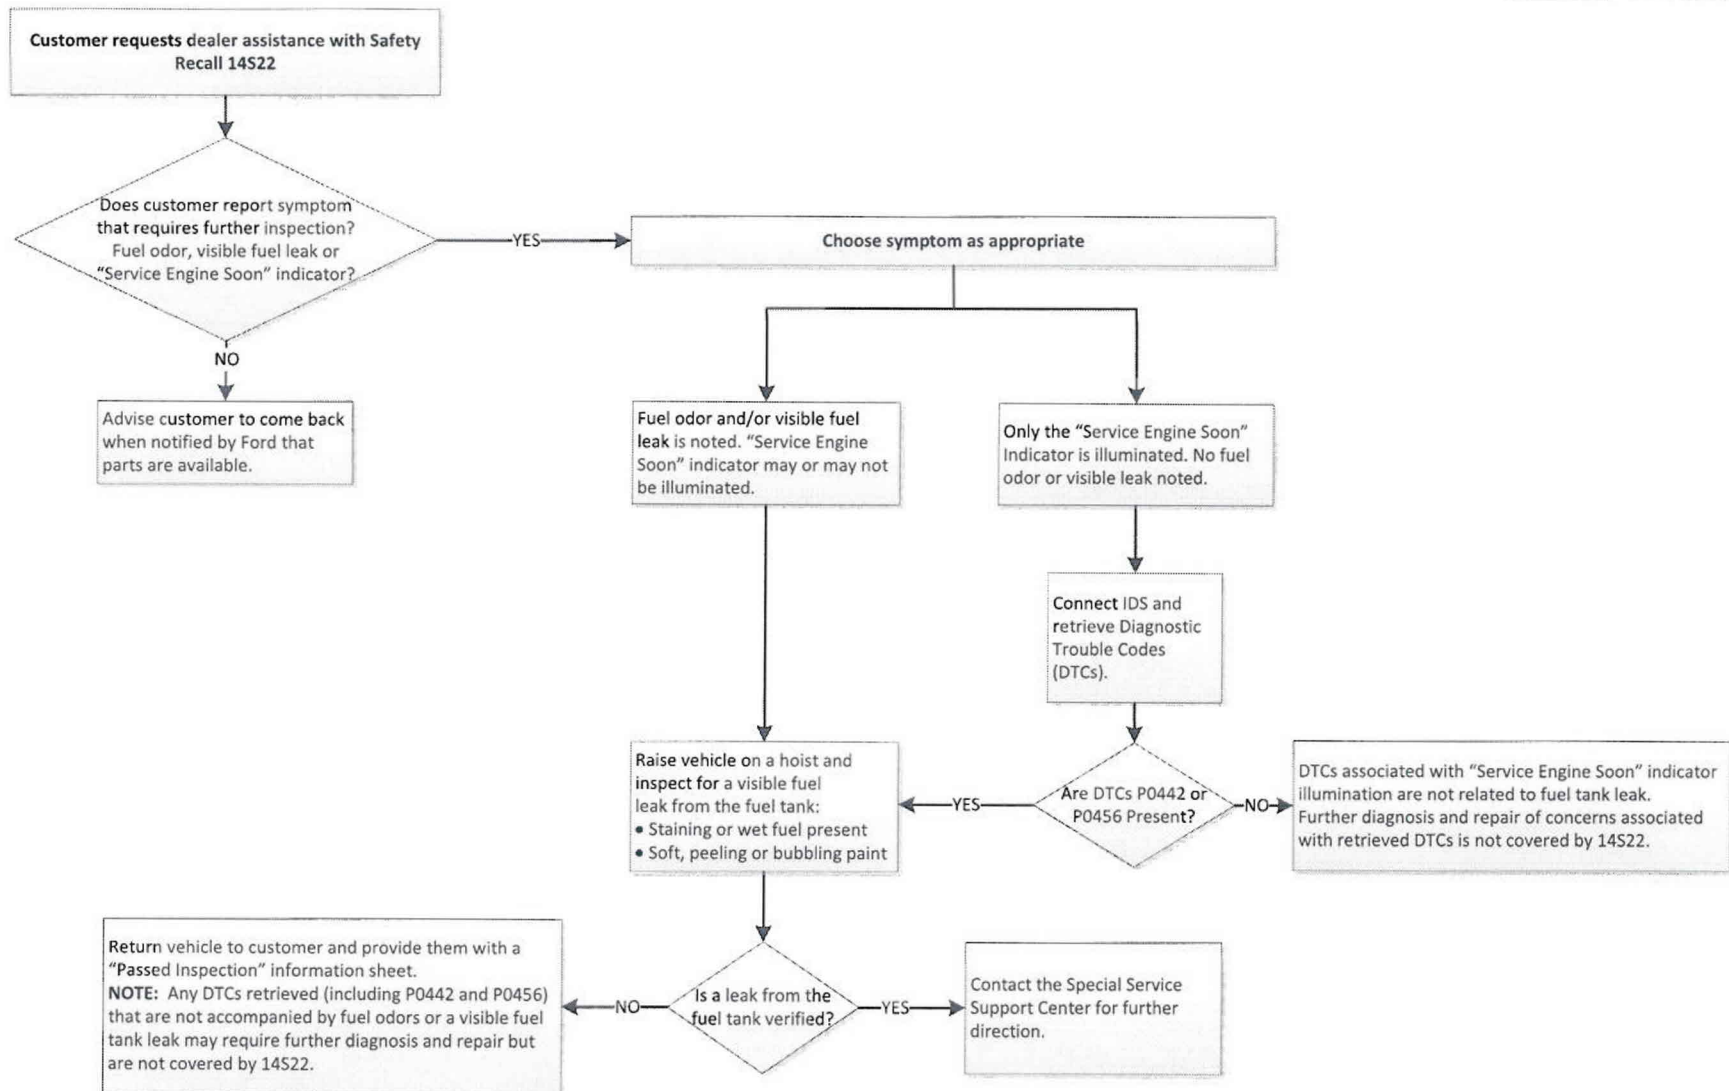 Customer requests dealer assistance with Safety
Recall 14S22
Does customer report symptom
that requires further inspection?
Fuel odor, visible fuel leak or
“Service Engine Soon” indicator?
YES
Choose symptom as appropriate
NO
Advise customer to come back
when notified by Ford that
parts are available.
Fuel odor and/or visible fuel
leak is noted. “Service Engine
Soon” indicator may or may not
be illuminated.
Only the “Service Engine Soon”
Indicator is illuminated. No fuel
odor or visible leak noted.
Connect IDS and
retrieve Diagnostic
Trouble Codes
(DTCs).
Raise vehicle on a hoist and
inspect for a visible fuel
leak from the fuel tank:
• Staining or wet fuel present
• Soft, peeling or bubbling paint
YES
Are DTCs P0442 or
P0456 Present?
NO
DTCs associated with “Service Engine Soon” indicator
illumination are not related to fuel tank leak.
Further diagnosis and repair of concerns associated
with retrieved DTCs is not covered by 14S22.
Return vehicle to customer and provide them with a
“Passed Inspection” information sheet.
NOTE: Any DTCs retrieved (including P0442 and P0456)
that are not accompanied by fuel odors or a visible fuel
tank leak may require further diagnosis and repair but
are not covered by 14S22.
NO
Is a leak from the
fuel tank verified?
YES
Contact the Special Service
Support Center for further
direction.